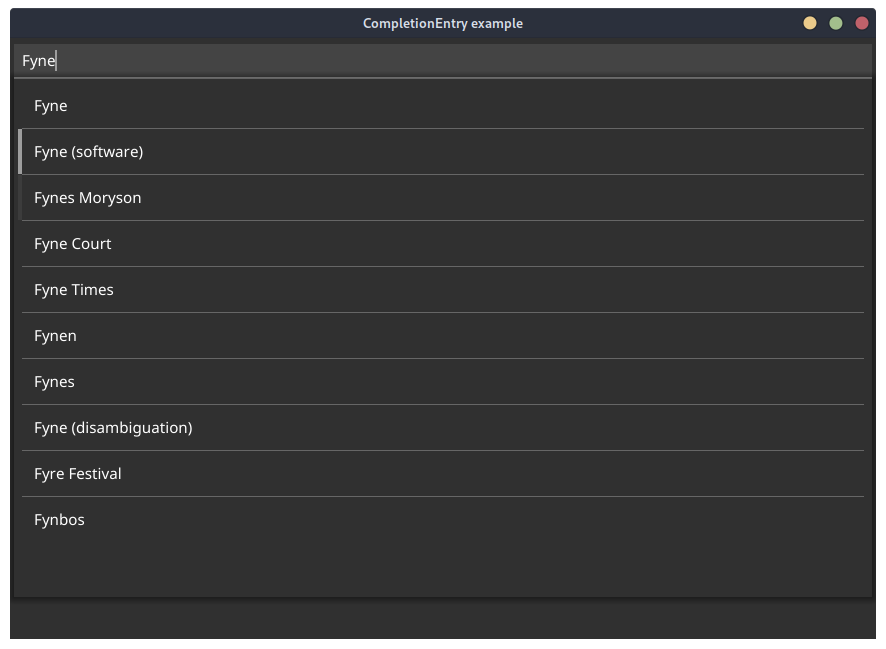 CompletionEntry example
Fyne
Fyne
Fyne (software)
Fynes Moryson
Fyne Court
Fyne Times
Fynen
Fynes
Fyne (disambiguation)
Fyre Festival
Fynbos